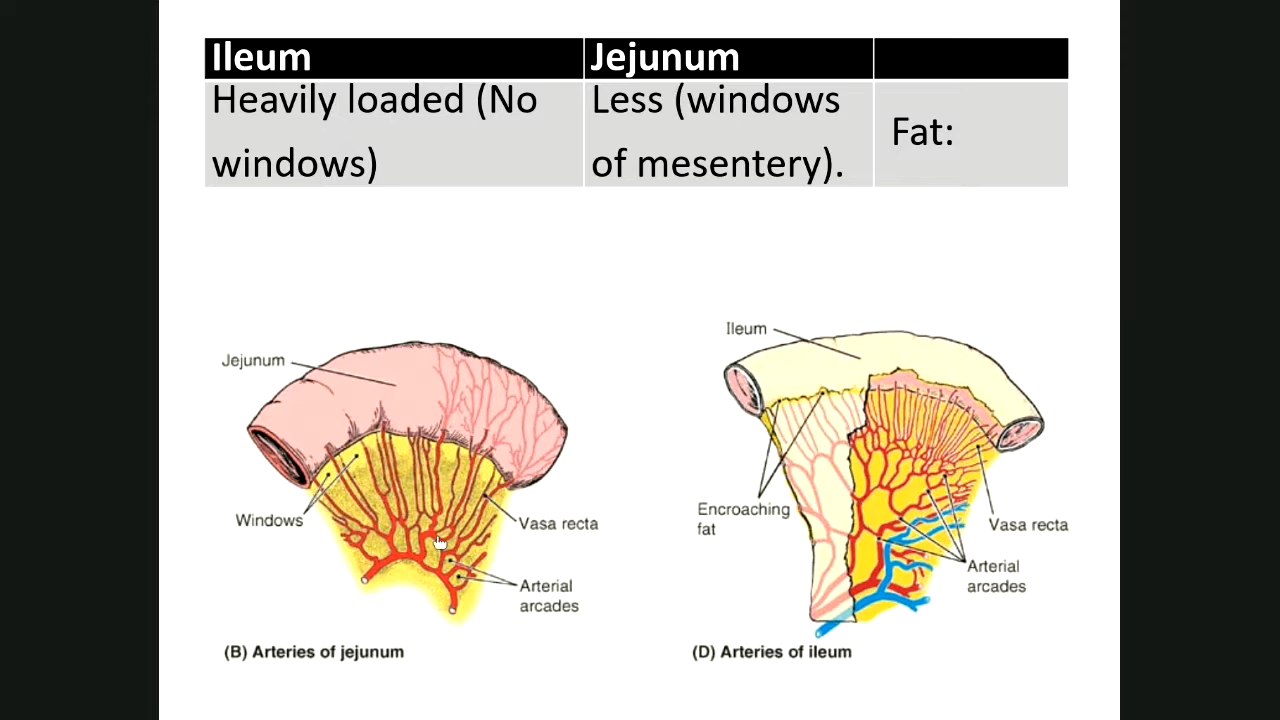 Ileum
Jejunum
Heavily loaded (No
windows)
Less (windows
of mesentery).
Fat:
Jejunum
Windows
Vasa recta
Arterial
arcades
(B) Arteries of jejunum
Ileum
Encroaching
fat
Vasa recta
Arterial
arcades
(D) Arteries of ileum